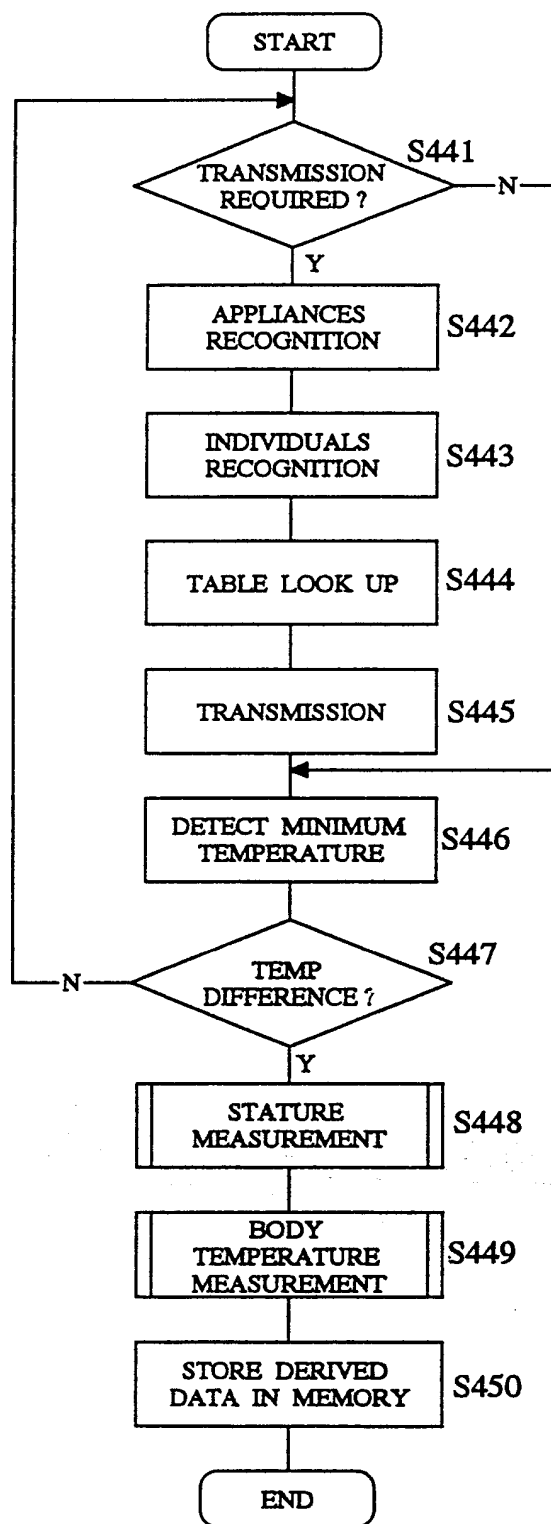 START
S441
TRANSMISSION
REQUIRED ?
N
Y
APPLIANCES
RECOGNITION
S442
INDIVIDUALS
RECOGNITION
S443
TABLE LOOK UP
S444
TRANSMISSION
S445
DETECT MINIMUM
TEMPERATURE
S446
S447
TEMP
DIFFERENCE ?
N
Y
STATURE
MEASUREMENT
S448
BODY
TEMPERATURE
MEASUREMENT
S449
STORE DERIVED
DATA IN MEMORY
S450
END